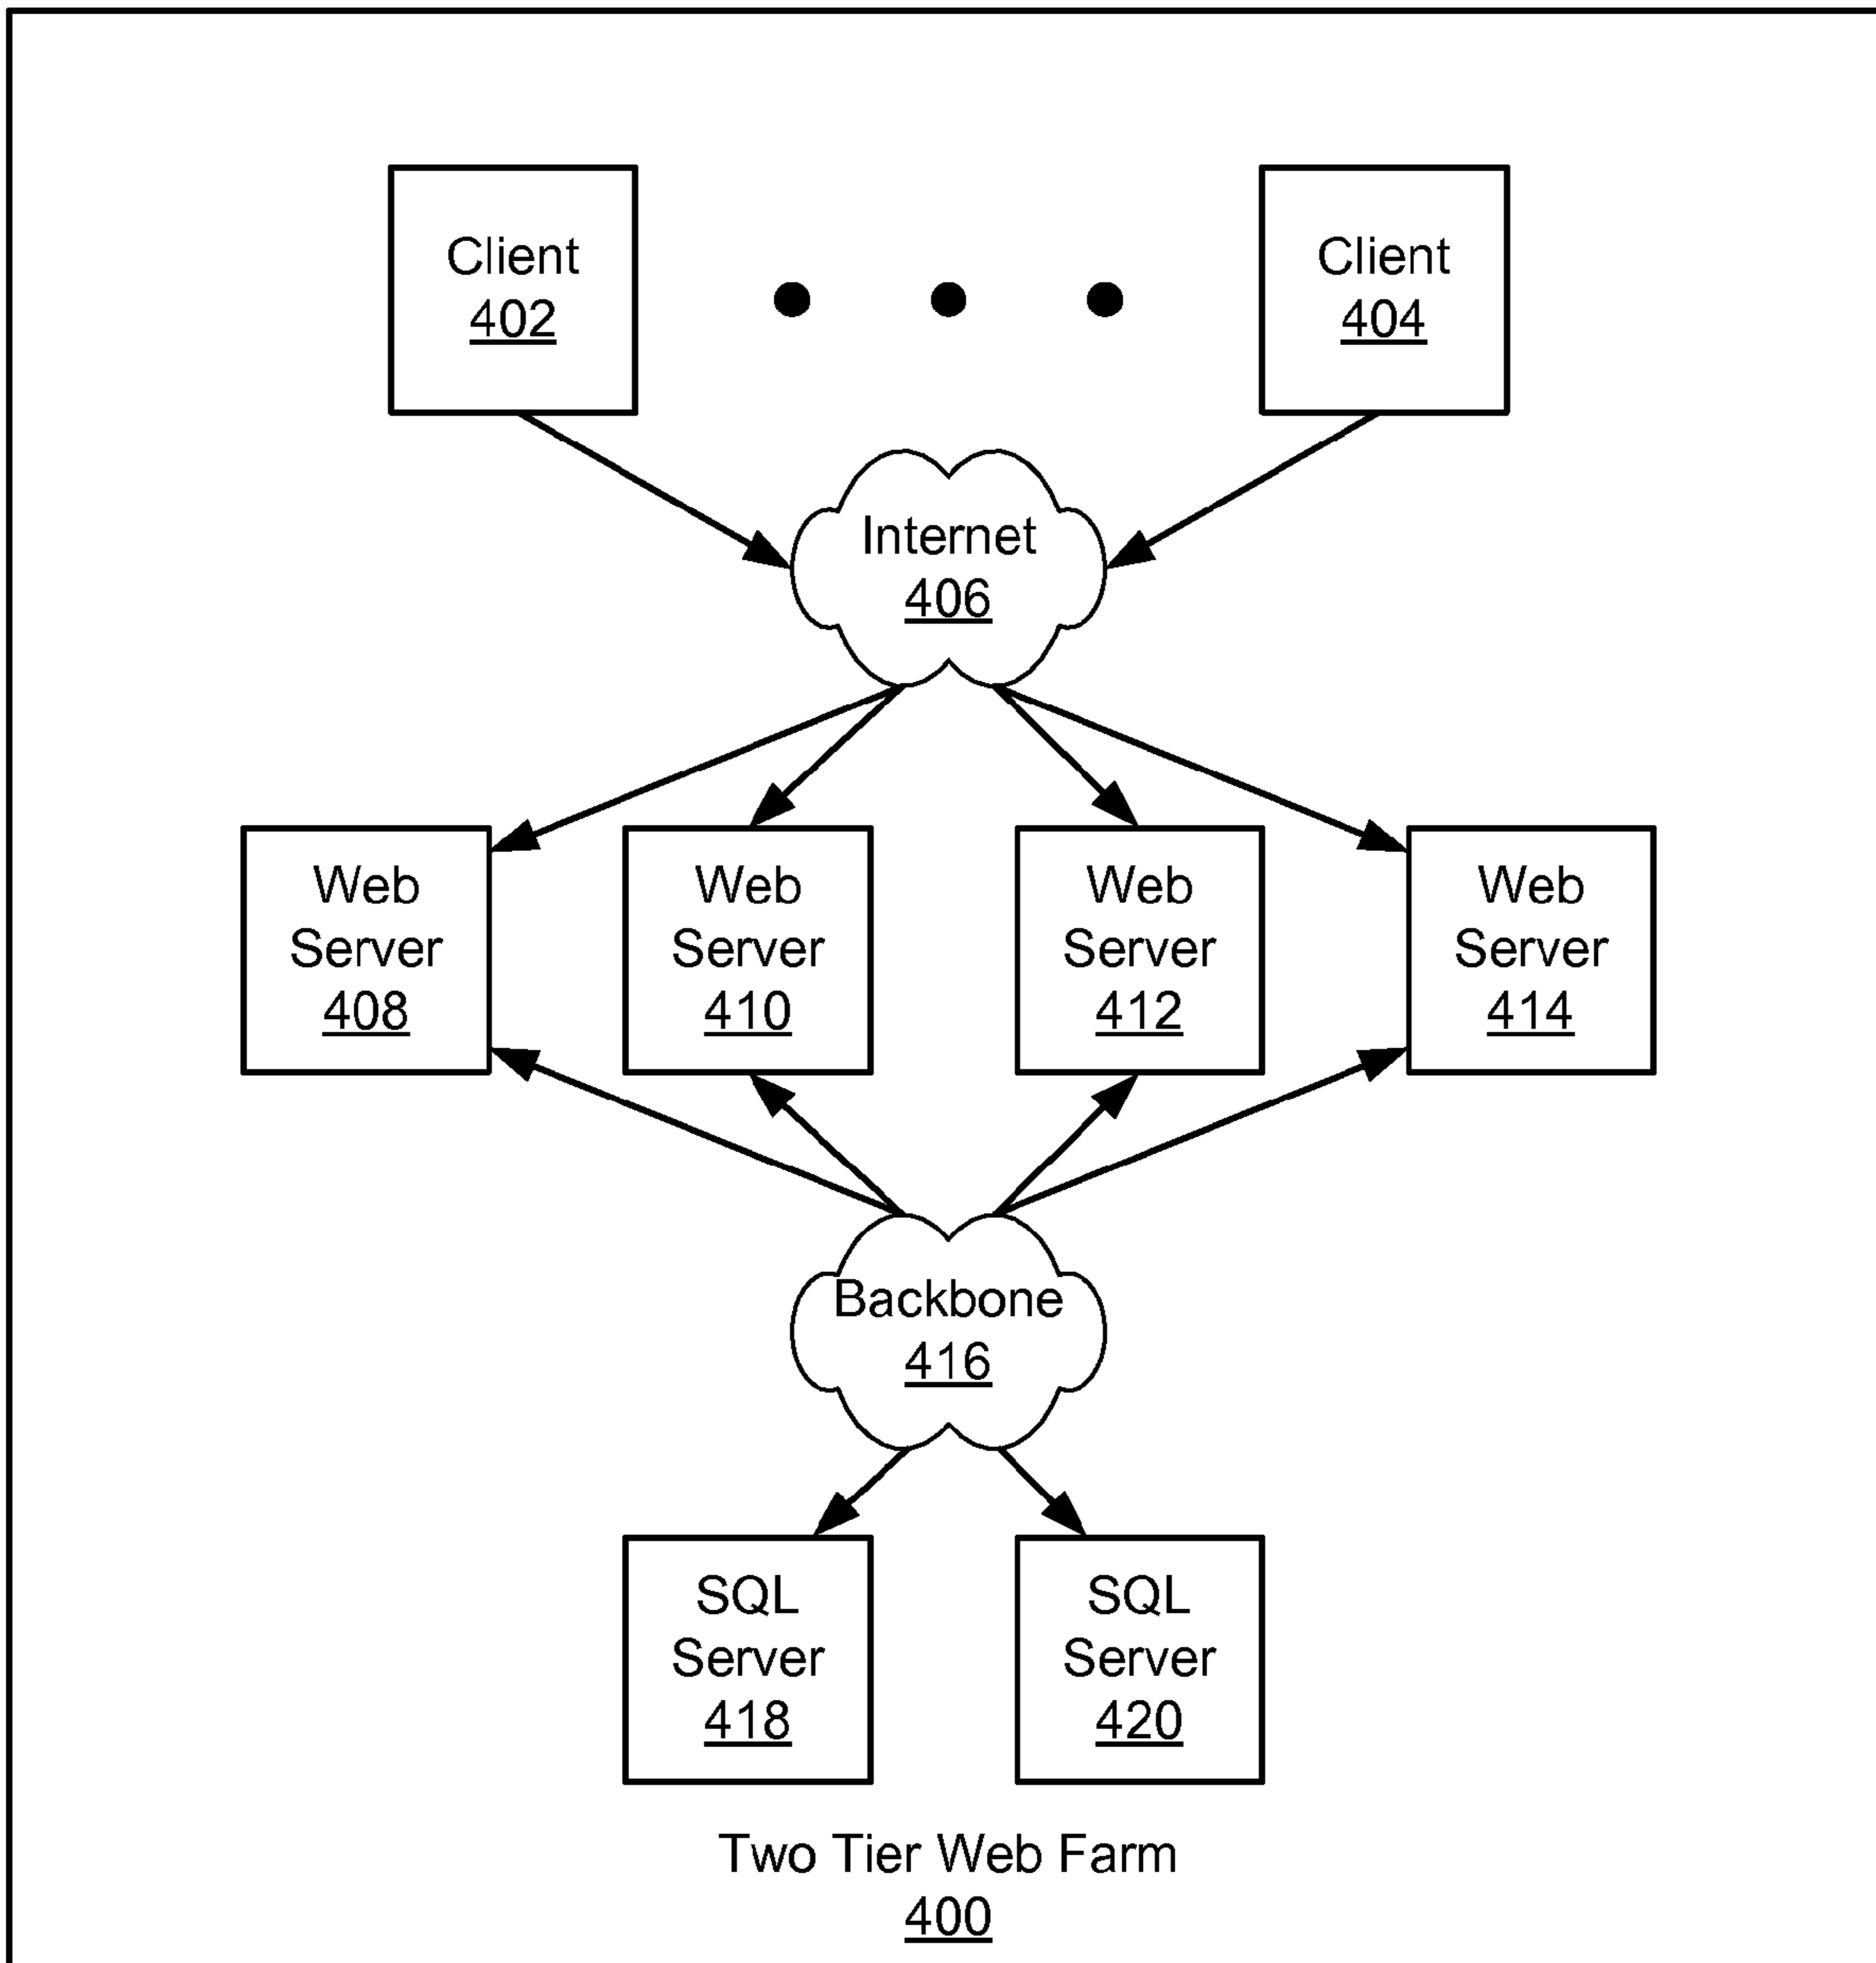 Client
402
Client
404
Internet
406
Web
Server
408
Web
Server
410
Web
Server
412
Web
Server
414
Backbone
416
SQL
Server
418
SQL
Server
420
Two Tier Web Farm
400